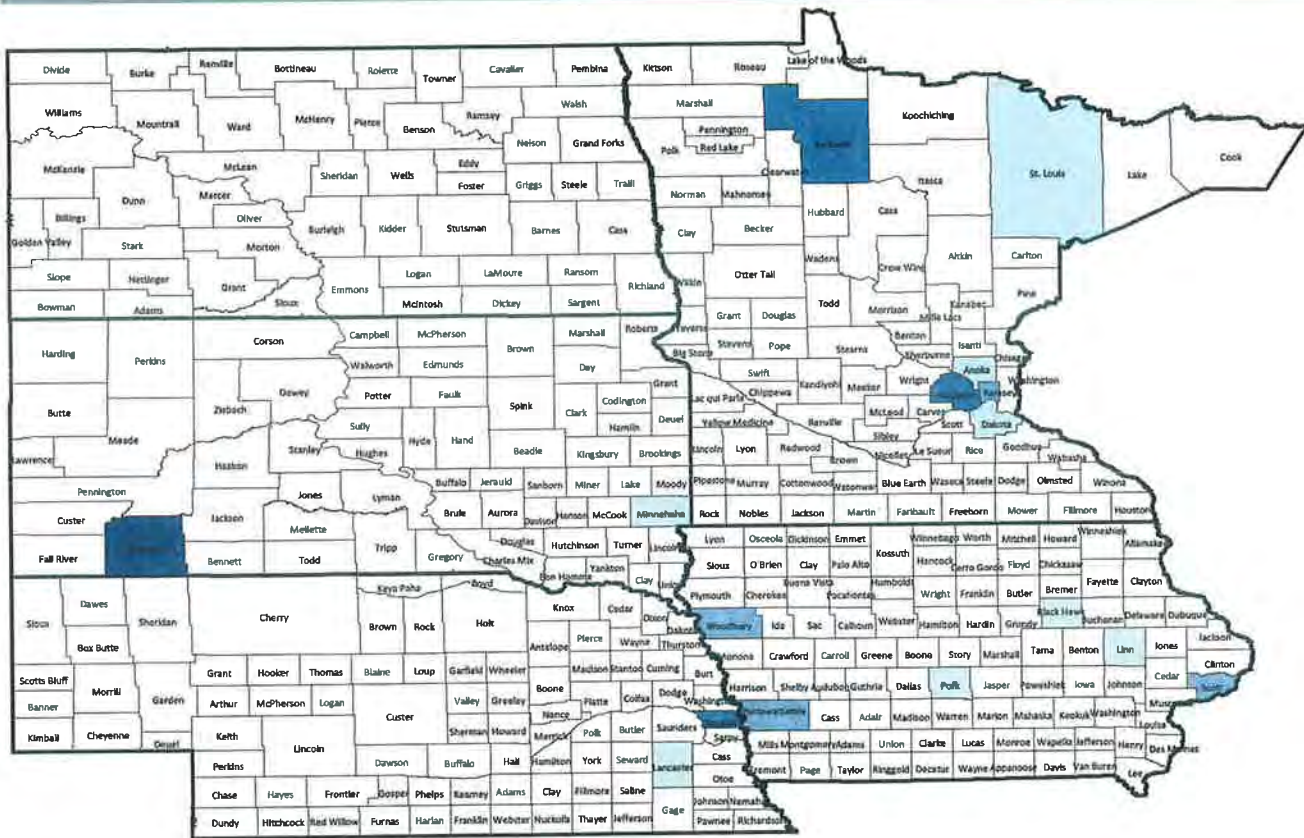 Divide Burke Renville Bottineau Rolette Towner Cavalier Pembina Kittson Roseau Lake of the Woods
Williams Mountrail Ward McHenry Pierce Benson Ramsey Walsh Marshall Koochiching
Nelson Grand Forks Polk Pennington Red Lake Clearwater St. Louis Lake Cook
McKenzie McLean Sheridan Wells Eddy Foster Griggs Steele Traill Norman Mahnomen Itasca
Dunn Mercer Oliver Hubbard Cass
Billings Golden Valley Stark Morton Burleigh Kidder Stutsman Barnes Cass Clay Becker
Slope Hettinger Grant Sioux Emmons Logan LaMoure Ransom Richland Wilkin Otter Tail Wadena Crow Wing Aitkin Carlton
Bowman Adams McIntosh Dickey Sargent Todd Morrison Mille Lacs Kanabec Pine
Harding Perkins Corson Campbell McPherson Brown Marshall Roberts Traverse Grant Douglas Benton Isanti
Walworth Edmunds Day Big Stone Stevens Pope Stearns Sherburne Chisago
Butte Meade Ziebach Dewey Potter Faulk Spink Clark Codington Grant Swift Kandiyohi Meeker Wright Anoka Ramsey Washington
Hamlin Deuel Lac qui Parle Chippewa McLeod Carver Scott Dakota
Lawrence Haakon Stanley Sully Hughes Hyde Hand Beadle Kingsbury Brookings Yellow Medicine Renville Sibley
Lincoln Lyon Redwood Brown Nicollet Le Sueur Rice Goodhue Wabasha
Pennington Jones Lyman Buffalo Jerauld Sanborn Miner Lake Moody Pipestone Murray Cottonwood Watonwan Blue Earth Waseca Steele Dodge Olmsted Winona
Custer Jackson Mellette Brule Aurora Davison Hanson McCook Minnehaha Rock Nobles Jackson Martin Faribault Freeborn Mower Fillmore Houston
Fall River Bennett Todd Tripp Gregory Douglas Charles Mix Hutchinson Turner Lincoln
Bon Homme Yankton Clay Union
Lyon Osceola Dickinson Emmet Kossuth Winnebago Worth Mitchell Howard Winneshiek Allamakee
Sioux O'Brien Clay Palo Alto Hancock Cerro Gordo Floyd Chickasaw Fayette Clayton
Plymouth Cherokee Buena Vista Pocahontas Humboldt Wright Franklin Butler Bremer
Woodbury Ida Sac Calhoun Webster Hamilton Hardin Grundy Black Hawk Buchanan Delaware Dubuque
Monona Crawford Carroll Greene Boone Story Marshall Tama Benton Linn Jones Jackson
Harrison Shelby Audubon Guthrie Dallas Polk Jasper Poweshiek Iowa Johnson Cedar Clinton Scott
Pottawattamie Cass Adair Madison Warren Marion Mahaska Keokuk Washington Louisa
Mills Montgomery Adams Union Clarke Lucas Monroe Wapello Jefferson Henry Des Moines
Fremont Page Taylor Ringgold Decatur Wayne Appanoose Davis Van Buren Lee
Sioux Dawes Sheridan Cherry Keya Paha Boyd Knox Cedar Dixon Dakota
Box Butte Brown Rock Holt Antelope Pierce Wayne Thurston
Scotts Bluff Morrill Garden Grant Hooker Thomas Blaine Loup Garfield Wheeler Madison Stanton Cuming Burt
Banner Arthur McPherson Logan Custer Valley Greeley Boone Nance Platte Colfax Dodge Washington
Kimball Cheyenne Deuel Keith Lincoln Sherman Howard Merrick Polk Butler Saunders Sarpy
Perkins Dawson Buffalo Hall Hamilton York Seward Lancaster Cass Otoe
Chase Hayes Frontier Gosper Phelps Kearney Adams Clay Fillmore Saline Gage Johnson Nemaha
Dundy Hitchcock Red Willow Furnas Harlan Franklin Webster Nuckolls Thayer Jefferson Pawnee Richardson